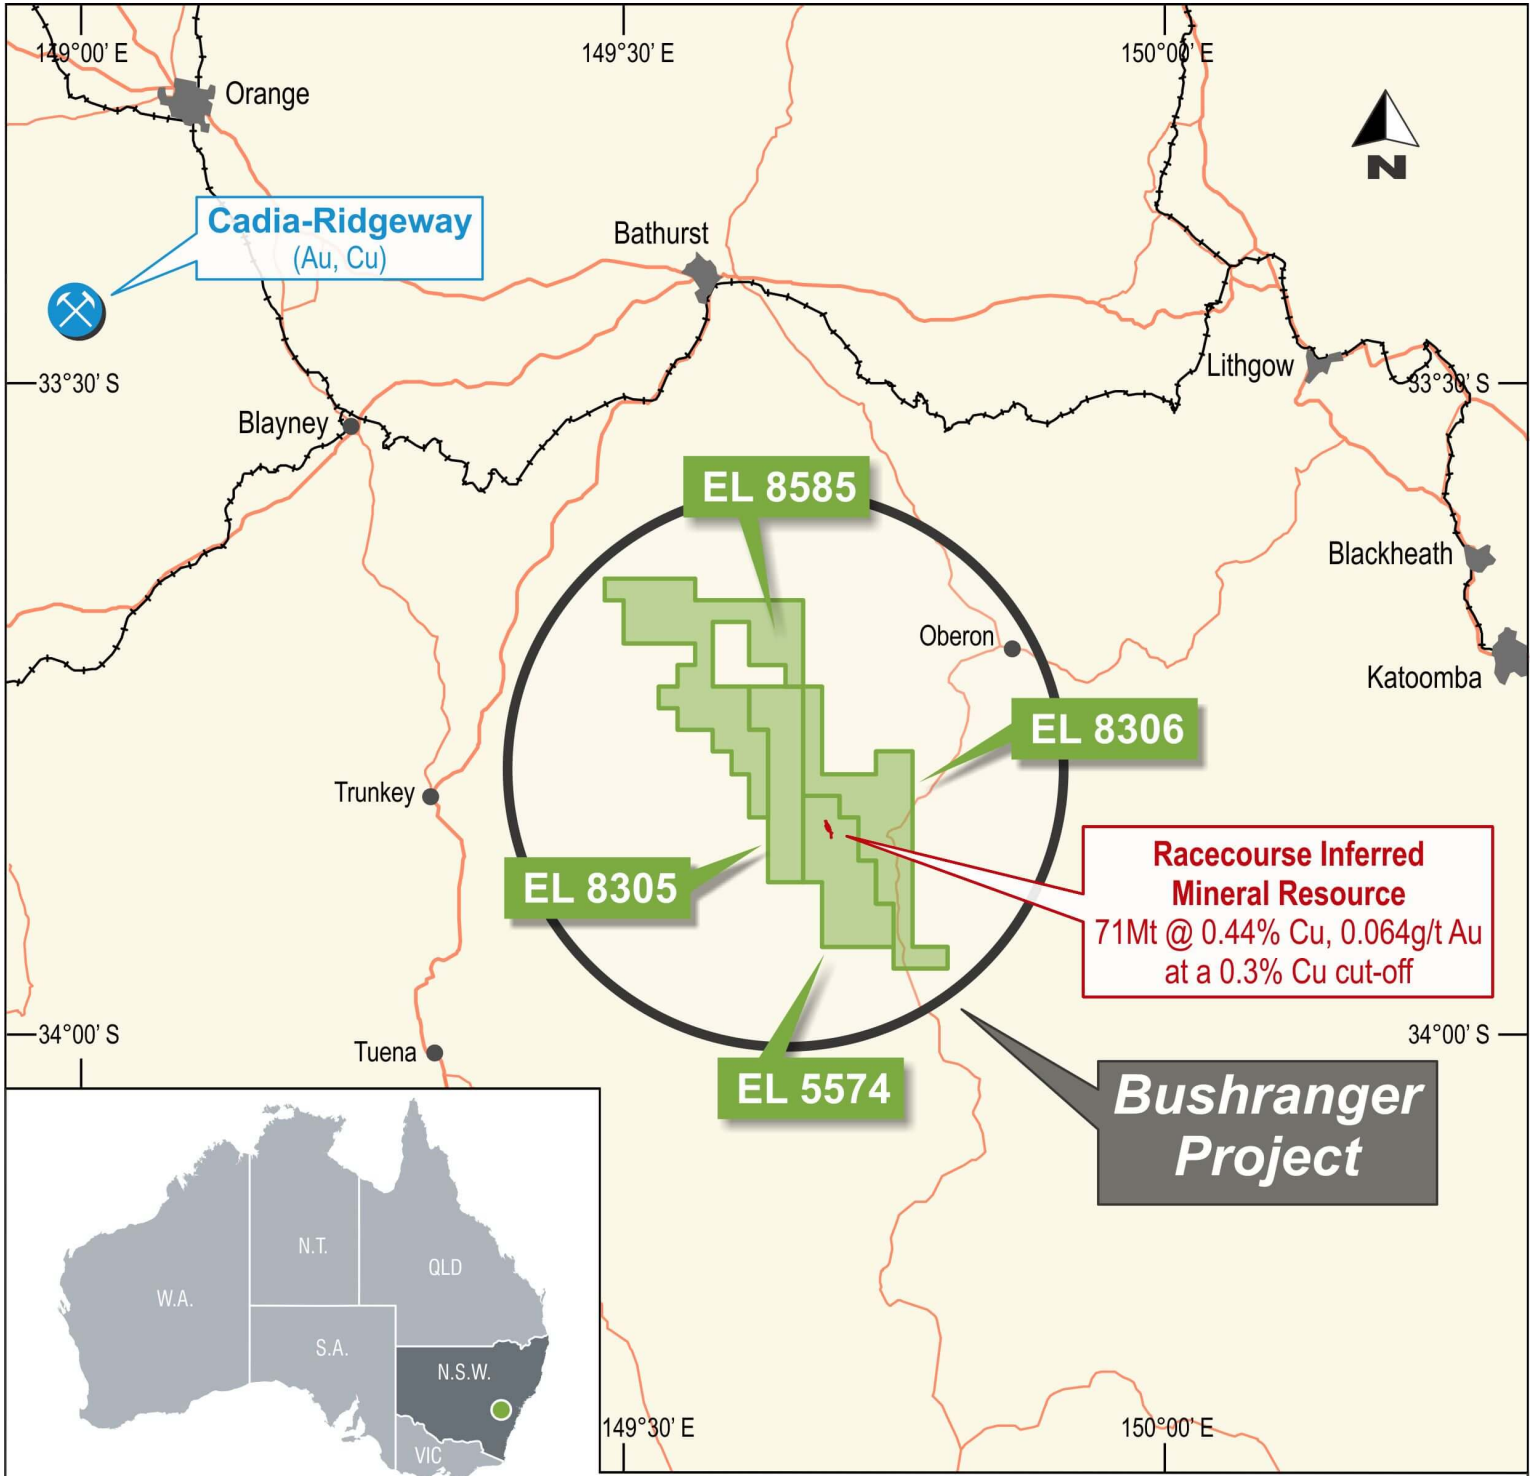 149°00' E
149°30' E
150°00' E
Orange
N
Cadia-Ridgeway
(Au, Cu)
Bathurst
Lithgow
33°30' S
33°30' S
Blayney
EL 8585
Blackheath
Oberon
Katoomba
EL 8306
Trunkey
Racecourse Inferred
Mineral Resource
71Mt @ 0.44% Cu, 0.064g/t Au
at a 0.3% Cu cut-off
EL 8305
34°00' S
34°00' S
Tuena
EL 5574
Bushranger
Project
N.T.
QLD
W.A.
S.A.
N.S.W.
VIC
149°30' E
150°00' E